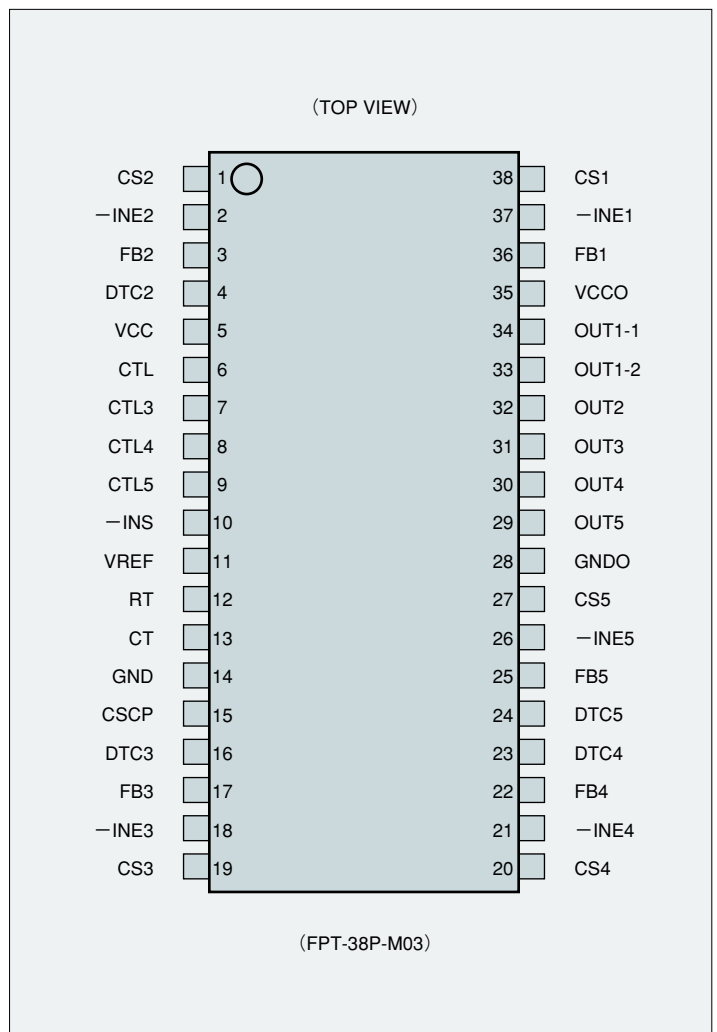 (TOP VIEW)
CS2 1 38 CS1
−INE2 2 37 −INE1
FB2 3 36 FB1
DTC2 4 35 VCCO
VCC 5 34 OUT1-1
CTL 6 33 OUT1-2
CTL3 7 32 OUT2
CTL4 8 31 OUT3
CTL5 9 30 OUT4
−INS 10 29 OUT5
VREF 11 28 GNDO
RT 12 27 CS5
CT 13 26 −INE5
GND 14 25 FB5
CSCP 15 24 DTC5
DTC3 16 23 DTC4
FB3 17 22 FB4
−INE3 18 21 −INE4
CS3 19 20 CS4
(FPT-38P-M03)